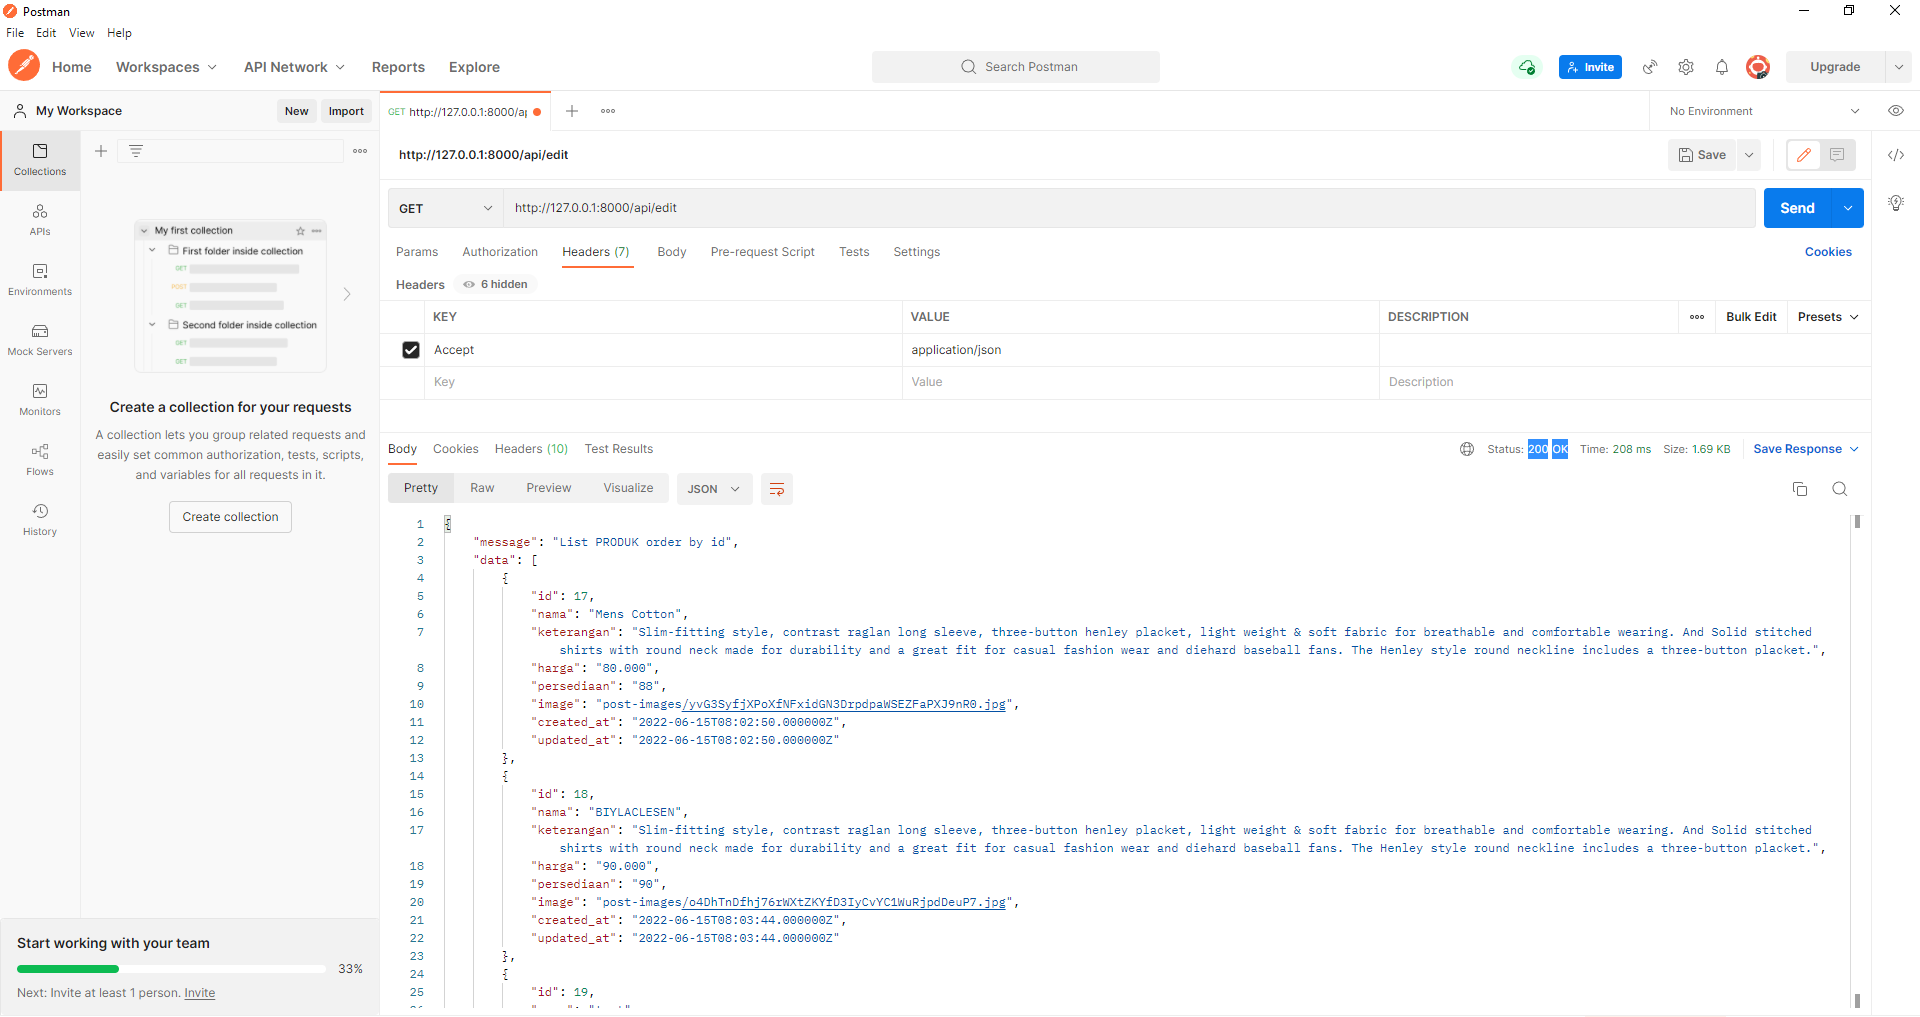 Postman
File Edit View Help
Home Workspaces API Network Reports Explore
Search Postman
Invite
Upgrade
My Workspace
New
Import
GET http://127.0.0.1:8000/ap
No Environment
Collections
APIs
Environments
Mock Servers
Monitors
Flows
History
My first collection
First folder inside collection
GET
POST
GET
Second folder inside collection
GET
GET
Create a collection for your requests
A collection lets you group related requests and
easily set common authorization, tests, scripts,
and variables for all requests in it.
Create collection
Start working with your team
33%
Next: Invite at least 1 person. Invite
http://127.0.0.1:8000/api/edit
Save
GET http://127.0.0.1:8000/api/edit
Send
Params Authorization Headers (7) Body Pre-request Script Tests Settings
Cookies
Headers 6 hidden
KEY VALUE DESCRIPTION
Bulk Edit Presets
Accept application/json
Key Value Description
Body Cookies Headers (10) Test Results
Status: 200 OK Time: 208 ms Size: 1.69 KB Save Response
Pretty Raw Preview Visualize JSON
1 {
2 "message": "List PRODUK order by id",
3 "data": [
4 {
5 "id": 17,
6 "nama": "Mens Cotton",
7 "keterangan": "Slim-fitting style, contrast raglan long sleeve, three-button henley placket, light weight & soft fabric for breathable and comfortable wearing. And Solid stitched
shirts with round neck made for durability and a great fit for casual fashion wear and diehard baseball fans. The Henley style round neckline includes a three-button placket.",
8 "harga": "80.000",
9 "persediaan": "88",
10 "image": "post-images/yvG3SyfjXPoXfNFxidGN3DrpdpaWSEZFaPXJ9nR0.jpg",
11 "created_at": "2022-06-15T08:02:50.000000Z",
12 "updated_at": "2022-06-15T08:02:50.000000Z"
13 },
14 {
15 "id": 18,
16 "nama": "BIYLACLESEN",
17 "keterangan": "Slim-fitting style, contrast raglan long sleeve, three-button henley placket, light weight & soft fabric for breathable and comfortable wearing. And Solid stitched
shirts with round neck made for durability and a great fit for casual fashion wear and diehard baseball fans. The Henley style round neckline includes a three-button placket.",
18 "harga": "90.000",
19 "persediaan": "90",
20 "image": "post-images/o4DhTnDfhj76rWXtZKYfD3IyCvYC1WuRjpdDeuP7.jpg",
21 "created_at": "2022-06-15T08:03:44.000000Z",
22 "updated_at": "2022-06-15T08:03:44.000000Z"
23 },
24 {
25 "id": 19,